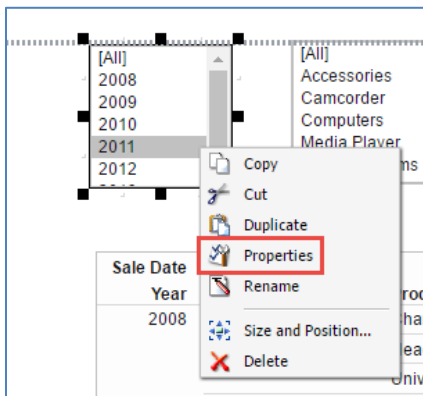 [All]
2008
2009
2010
2011
2012
[All]
Accessories
Camcorder
Computers
Media Player
ms
Copy
Cut
Duplicate
Properties
Rename
Size and Position...
Delete
Sale Date
Year
2008